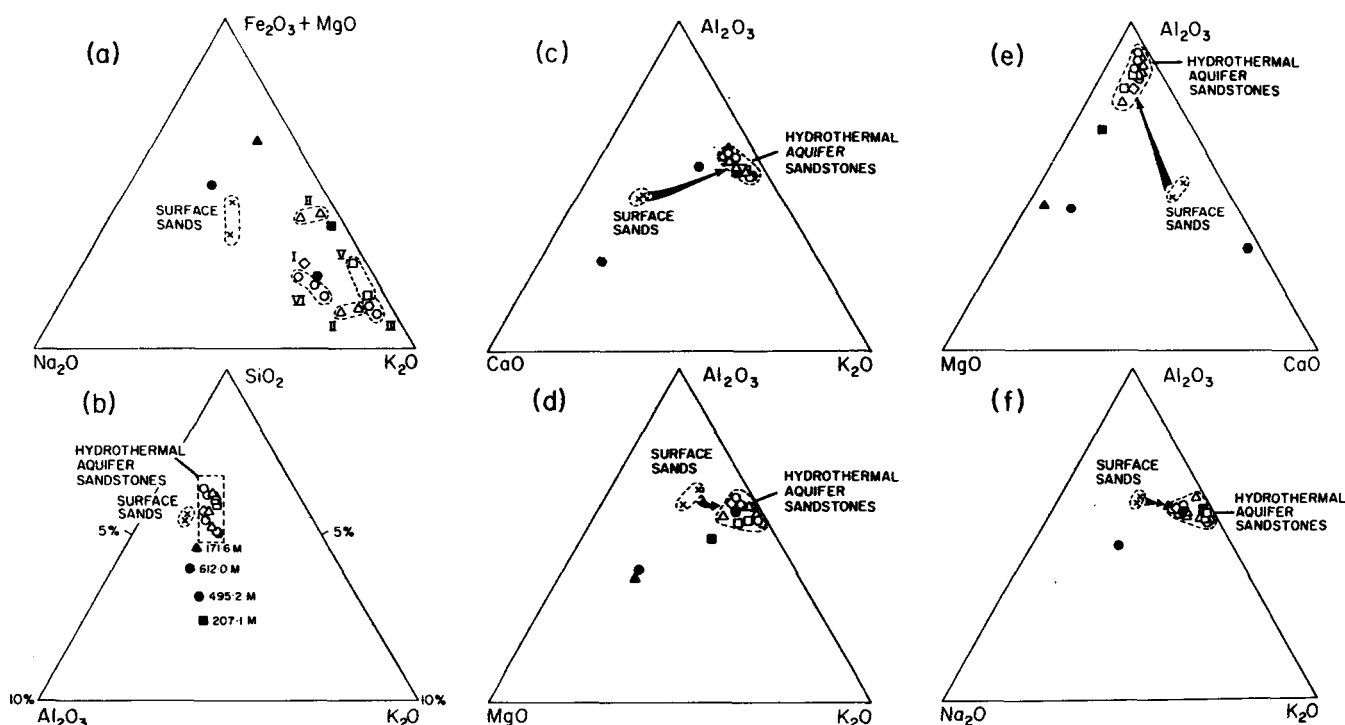 (a)
Fe₂O₃ + MgO
SURFACE
SANDS
I
II
V
VI
II
III
Na₂O
K₂O
(c)
Al₂O₃
HYDROTHERMAL
AQUIFER
SANDSTONES
SURFACE
SANDS
CaO
K₂O
(e)
Al₂O₃
HYDROTHERMAL
AQUIFER
SANDSTONES
SURFACE
SANDS
MgO
CaO
(b)
SiO₂
HYDROTHERMAL
AQUIFER
SANDSTONES
SURFACE
SANDS
5%
5%
171·6 M
612·0 M
495·2 M
207·1 M
10%
10%
Al₂O₃
K₂O
(d)
Al₂O₃
SURFACE
SANDS
HYDROTHERMAL
AQUIFER
SANDSTONES
MgO
K₂O
(f)
Al₂O₃
SURFACE
SANDS
HYDROTHERMAL
AQUIFER
SANDSTONES
Na₂O
K₂O